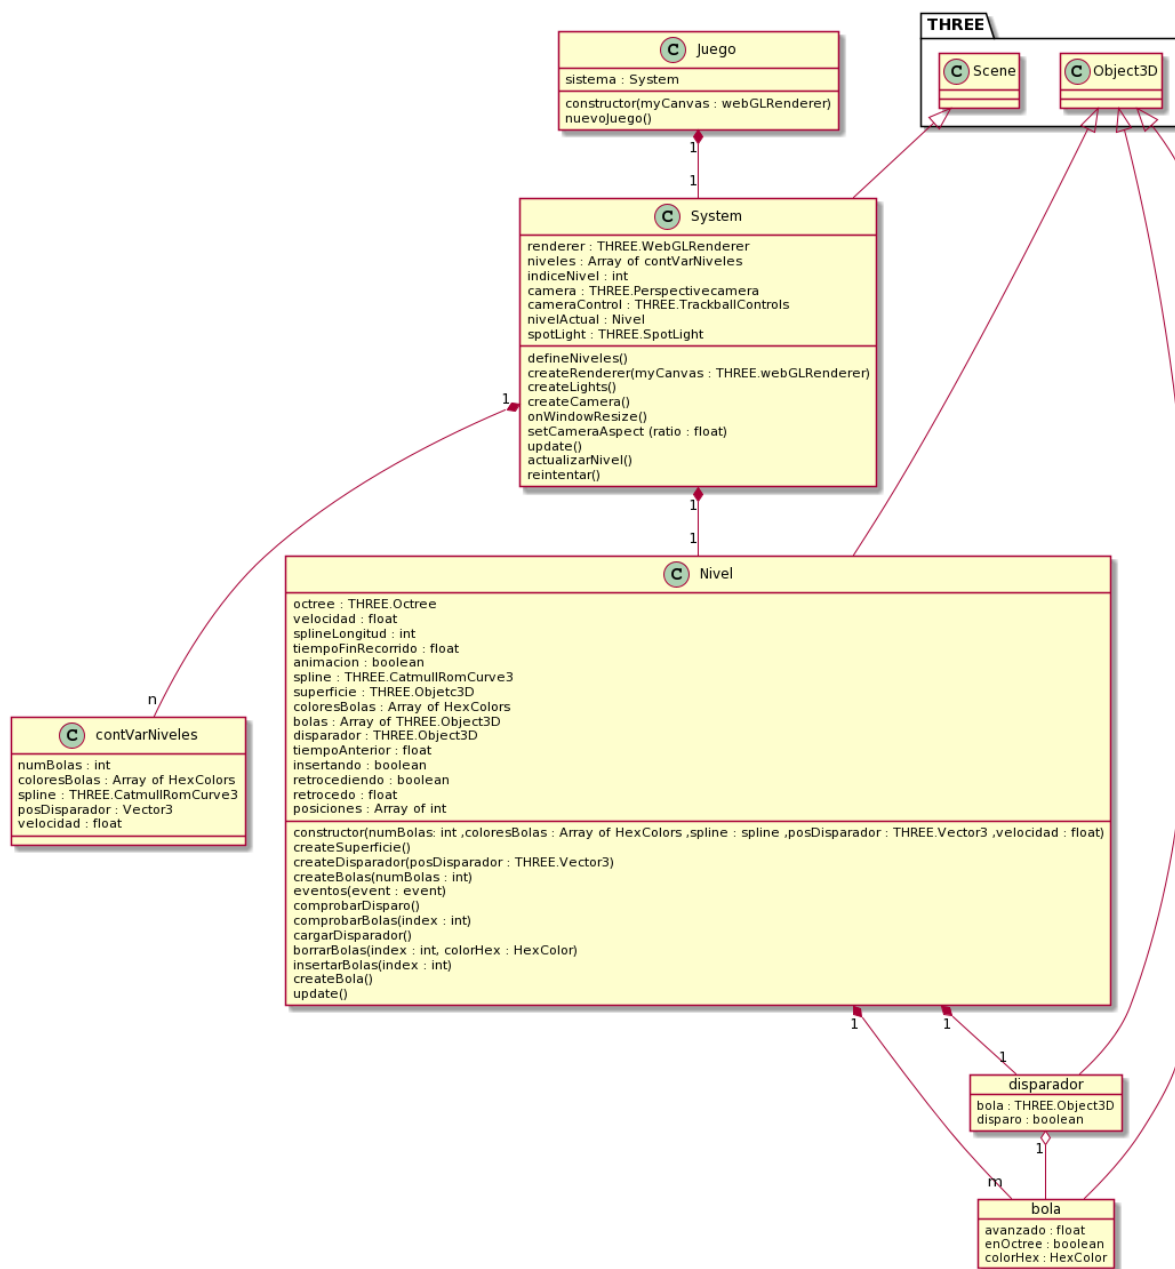 THREE
C Scene
C Object3D
C Juego
sistema : System
constructor(myCanvas : webGLRenderer)
nuevoJuego()
1
1
C System
renderer : THREE.WebGLRenderer
niveles : Array of contVarNiveles
indiceNivel : int
camera : THREE.Perspectivecamera
cameraControl : THREE.TrackballControls
nivelActual : Nivel
spotLight : THREE.SpotLight
defineNiveles()
createRenderer(myCanvas : THREE.webGLRenderer)
createLights()
createCamera()
onWindowResize()
setCameraAspect (ratio : float)
update()
actualizarNivel()
reintentar()
1
n
1
1
C contVarNiveles
numBolas : int
coloresBolas : Array of HexColors
spline : THREE.CatmullRomCurve3
posDisparador : Vector3
velocidad : float
C Nivel
octree : THREE.Octree
velocidad : float
splineLongitud : int
tiempoFinRecorrido : float
animacion : boolean
spline : THREE.CatmullRomCurve3
superficie : THREE.Objetc3D
coloresBolas : Array of HexColors
bolas : Array of THREE.Object3D
disparador : THREE.Object3D
tiempoAnterior : float
insertando : boolean
retrocediendo : boolean
retrocedo : float
posiciones : Array of int
constructor(numBolas: int ,coloresBolas : Array of HexColors ,spline : spline ,posDisparador : THREE.Vector3 ,velocidad : float)
createSuperficie()
createDisparador(posDisparador : THREE.Vector3)
createBolas(numBolas : int)
eventos(event : event)
comprobarDisparo()
comprobarBolas(index : int)
cargarDisparador()
borrarBolas(index : int, colorHex : HexColor)
insertarBolas(index : int)
createBola()
update()
1
1
1
disparador
bola : THREE.Object3D
disparo : boolean
1
m
bola
avanzado : float
enOctree : boolean
colorHex : HexColor